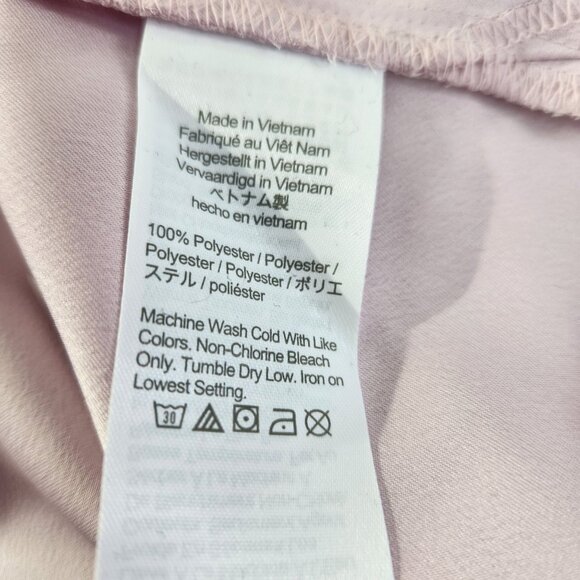 Made in Vietnam
Fabriqué au Viêt Nam
Hergestellt in Vietnam
Vervaardigd in Vietnam
ベトナム製
hecho en vietnam
100% Polyester / Polyester /
Polyester / Polyester / ポリエ
ステル / poliéster
Machine Wash Cold With Like
Colors. Non-Chlorine Bleach
Only. Tumble Dry Low. Iron on
Lowest Setting.
30